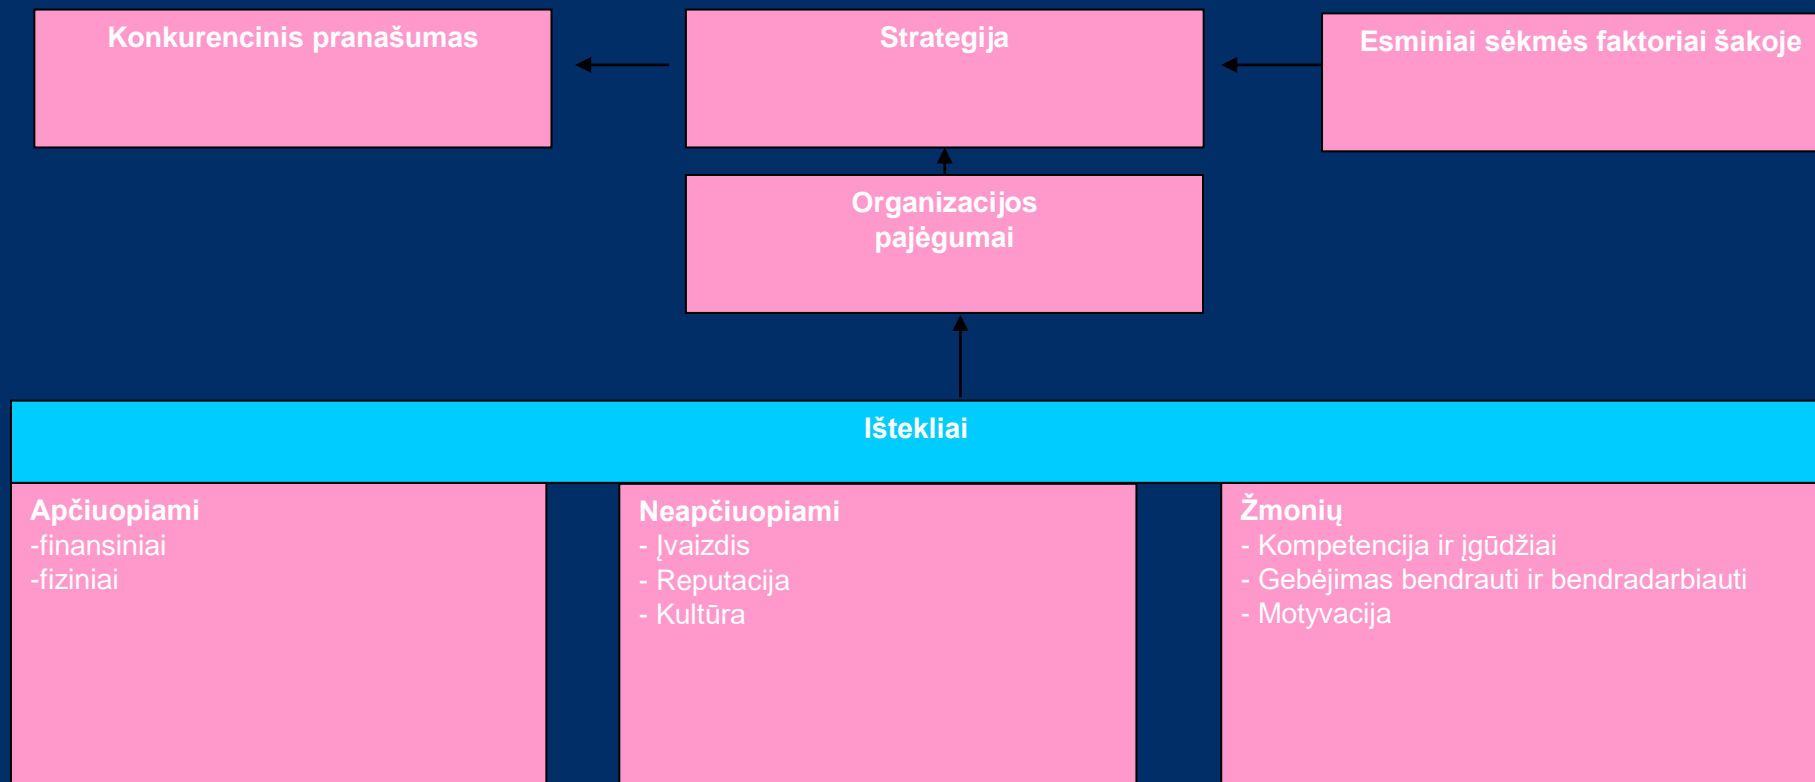 Konkurencinis pranašumas
Strategija
Esminiai sėkmės faktoriai šakoje
Organizacijos
pajėgumai
Ištekliai
Apčiuopiami
-finansiniai
-fiziniai
Neapčiuopiami
- Įvaizdis
- Reputacija
- Kultūra
Žmonių
- Kompetencija ir įgūdžiai
- Gebėjimas bendrauti ir bendradarbiauti
- Motyvacija